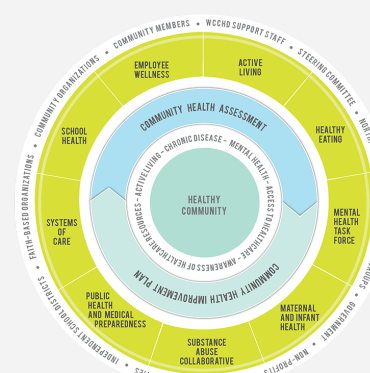 COMMUNITY ORGANIZATIONS • COMMUNITY MEMBERS • WCCHD SUPPORT STAFF • STEERING COMMITTEE •
FAITH-BASED ORGANIZATIONS •
INDEPENDENT SCHOOL DISTRICTS •
NON-PROFITS
GOVERNMENT •
EMPLOYEE
WELLNESS
ACTIVE
LIVING
SCHOOL
HEALTH
HEALTHY
EATING
SYSTEMS
OF
CARE
MENTAL
HEALTH
TASK
FORCE
PUBLIC
HEALTH
AND MEDICAL
PREPAREDNESS
MATERNAL
AND INFANT
HEALTH
SUBSTANCE
ABUSE
COLLABORATIVE
COMMUNITY HEALTH ASSESSMENT
COMMUNITY HEALTH IMPROVEMENT PLAN
ACTIVE LIVING - CHRONIC DISEASE - MENTAL HEALTH - ACCESS TO HEALTHCARE - AWARENESS OF HEALTHCARE RESOURCES -
HEALTHY
COMMUNITY